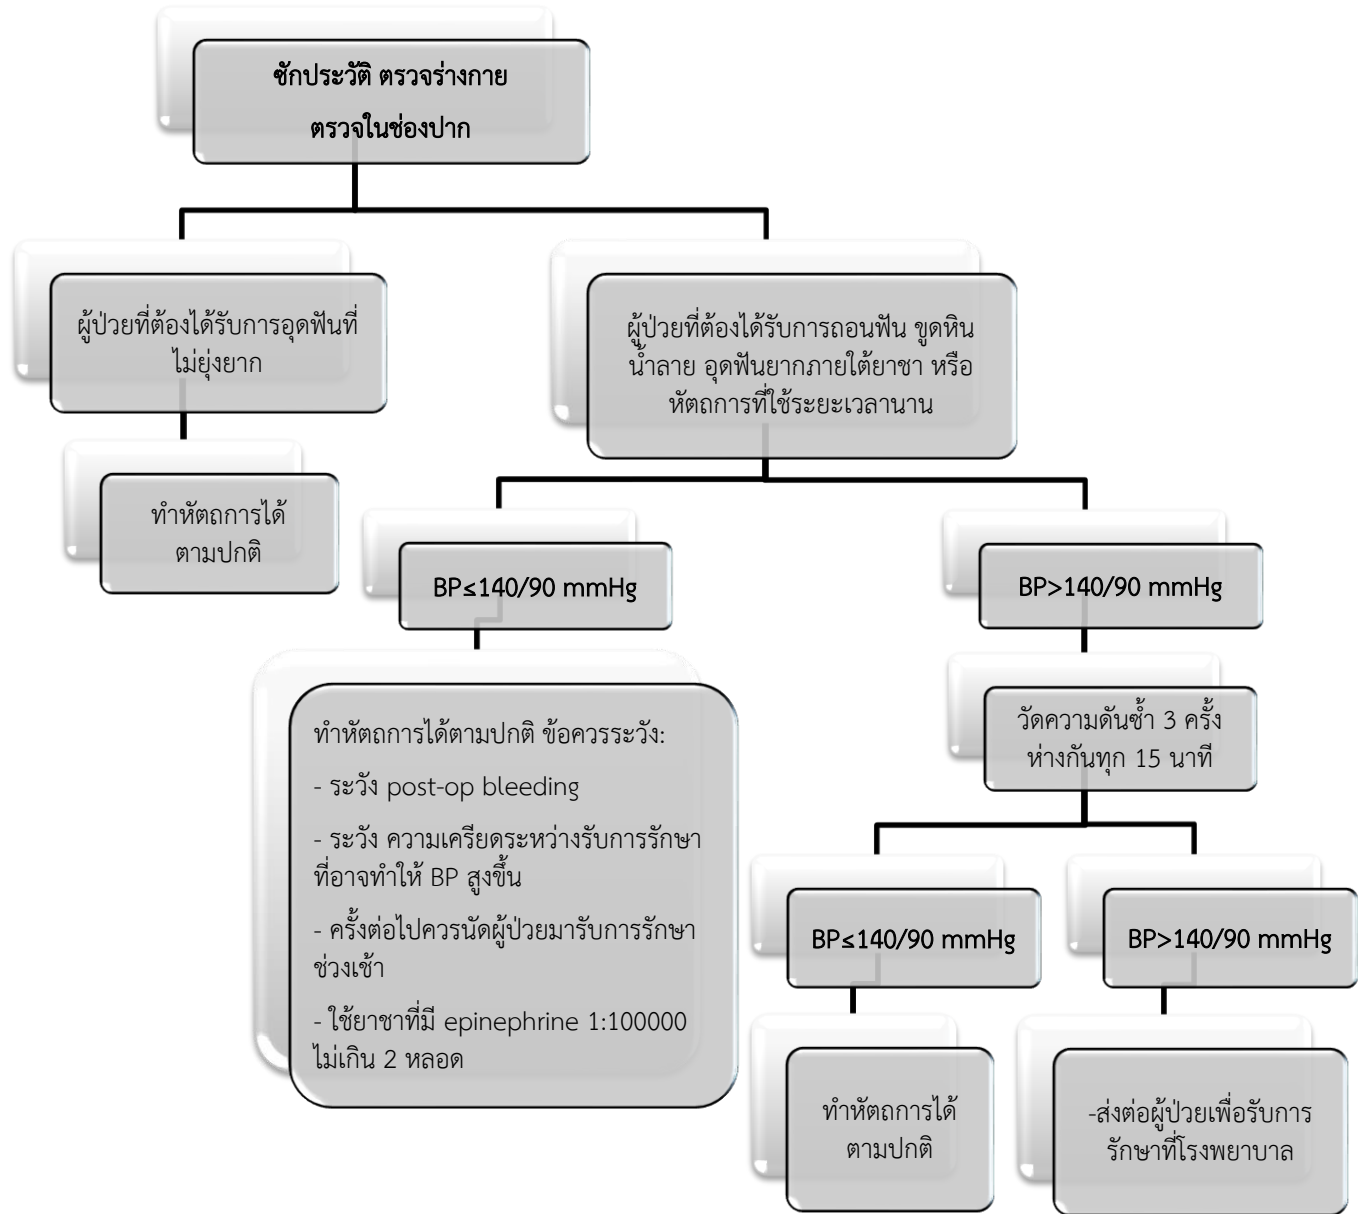 ซักประวัติ ตรวจร่างกาย
ตรวจในช่องปาก
ผู้ป่วยที่ต้องได้รับการอุดฟันที่
ไม่ยุ่งยาก
ผู้ป่วยที่ต้องได้รับการถอนฟัน ขูดหิน
น้ำลาย อุดฟันยากภายใต้ยาชา หรือ
หัตถการที่ใช้ระยะเวลานาน
ทำหัตถการได้
ตามปกติ
BP≤140/90 mmHg
BP>140/90 mmHg
ทำหัตถการได้ตามปกติ ข้อควรระวัง:
- ระวัง post-op bleeding
- ระวัง ความเครียดระหว่างรับการรักษา
ที่อาจทำให้ BP สูงขึ้น
- ครั้งต่อไปควรนัดผู้ป่วยมารับการรักษา
ช่วงเช้า
- ใช้ยาชาที่มี epinephrine 1:100000
ไม่เกิน 2 หลอด
วัดความดันซ้ำ 3 ครั้ง
ห่างกันทุก 15 นาที
BP≤140/90 mmHg
BP>140/90 mmHg
ทำหัตถการได้
ตามปกติ
-ส่งต่อผู้ป่วยเพื่อรับการ
รักษาที่โรงพยาบาล